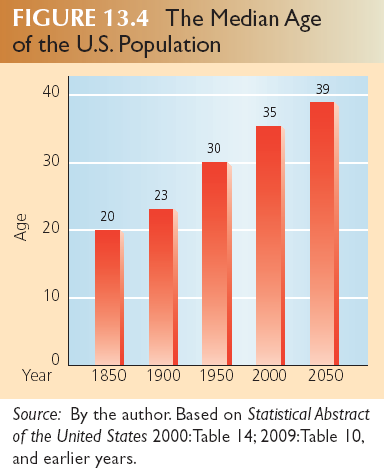 FIGURE 13.4 The Median Age
of the U.S. Population
40
30
20
10
0
Age
20
23
30
35
39
Year 1850 1900 1950 2000 2050
Source: By the author. Based on Statistical Abstract
of the United States 2000:Table 14; 2009:Table 10,
and earlier years.